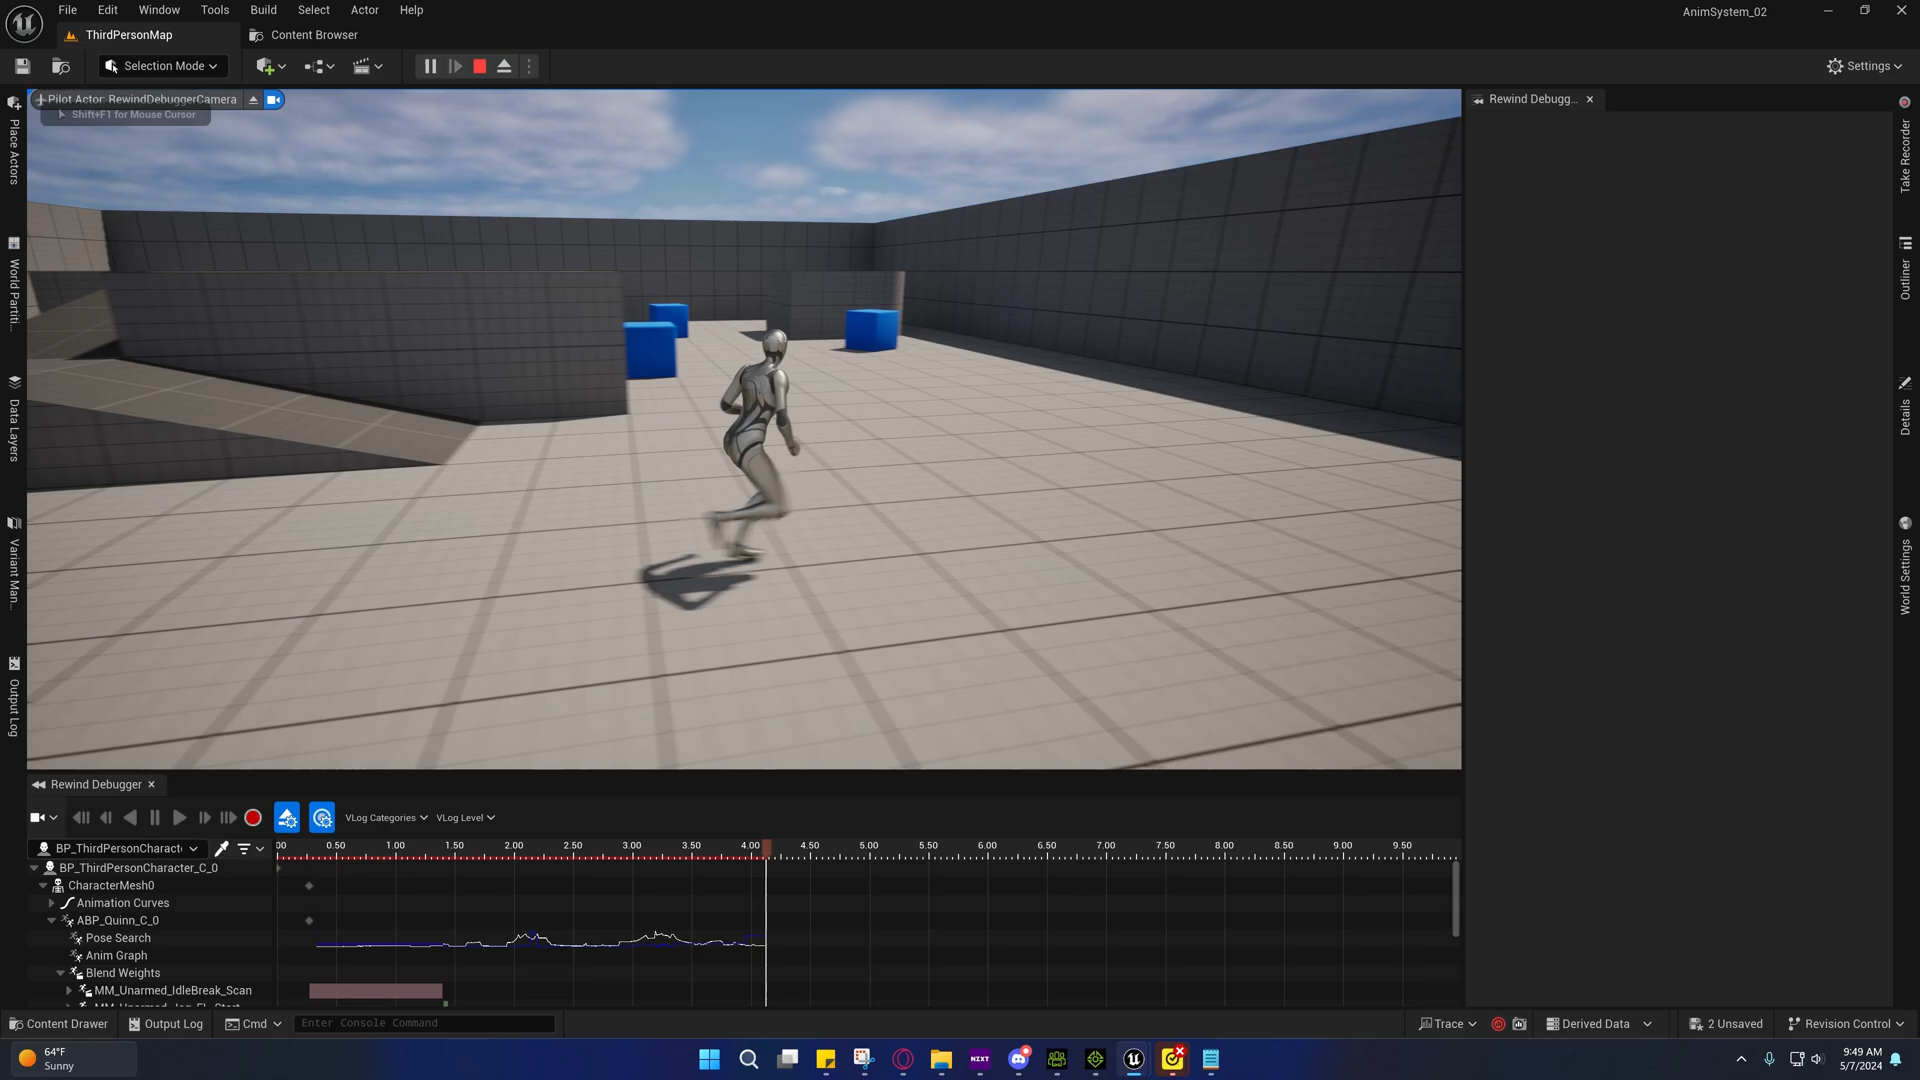 File Edit Window Tools Build Select Actor Help
AnimSystem_02
ThirdPersonMap
Content Browser
Selection Mode
Settings
Pilot Actor: RewindDebuggerCamera
Shift+F1 for Mouse Cursor
Rewind Debugg...
Place Actors
World Partiti...
Data Layers
Variant Man...
Output Log
Take Recorder
Outliner
Details
World Settings
Rewind Debugger
VLog Categories
VLog Level
BP_ThirdPersonCharact
00 0.50 1.00 1.50 2.00 2.50 3.00 3.50 4.00 4.50 5.00 5.50 6.00 6.50 7.00 7.50 8.00 8.50 9.00 9.50
BP_ThirdPersonCharacter_C_0
CharacterMesh0
Animation Curves
ABP_Quinn_C_0
Pose Search
Anim Graph
Blend Weights
MM_Unarmed_IdleBreak_Scan
Content Drawer
Output Log
Cmd
Enter Console Command
Trace
Derived Data
2 Unsaved
Revision Control
64°F
Sunny
NZXT
9:49 AM
5/7/2024